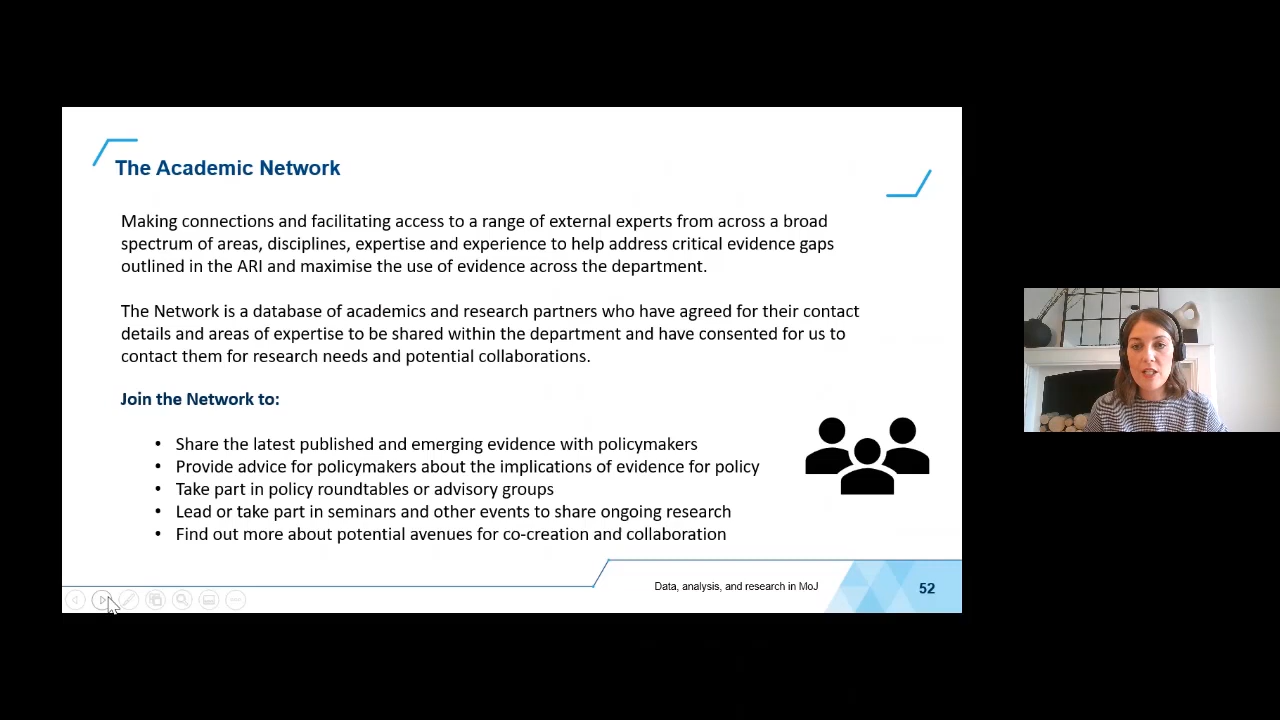 The Academic Network
Making connections and facilitating access to a range of external experts from across a broad
spectrum of areas, disciplines, expertise and experience to help address critical evidence gaps
outlined in the ARI and maximise the use of evidence across the department.
The Network is a database of academics and research partners who have agreed for their contact
details and areas of expertise to be shared within the department and have consented for us to
contact them for research needs and potential collaborations.
Join the Network to:
• Share the latest published and emerging evidence with policymakers
• Provide advice for policymakers about the implications of evidence for policy
• Take part in policy roundtables or advisory groups
• Lead or take part in seminars and other events to share ongoing research
• Find out more about potential avenues for co-creation and collaboration
Data, analysis, and research in MoJ
52